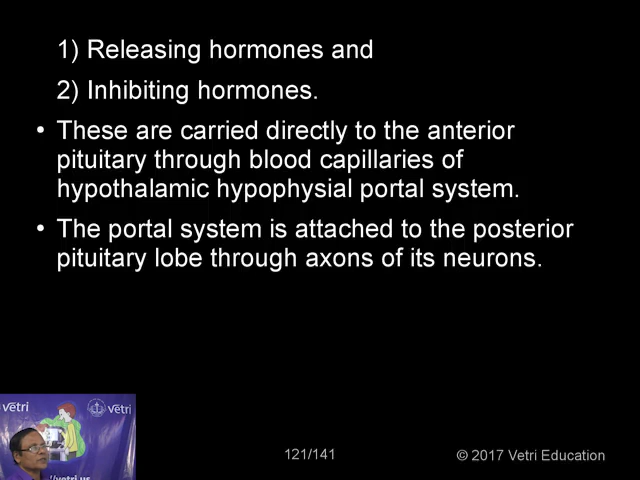 1) Releasing hormones and
2) Inhibiting hormones.
• These are carried directly to the anterior
pituitary through blood capillaries of
hypothalamic hypophysial portal system.
• The portal system is attached to the posterior
pituitary lobe through axons of its neurons.
vetri
vetri
//vetri.us
121/141
© 2017 Vetri Education